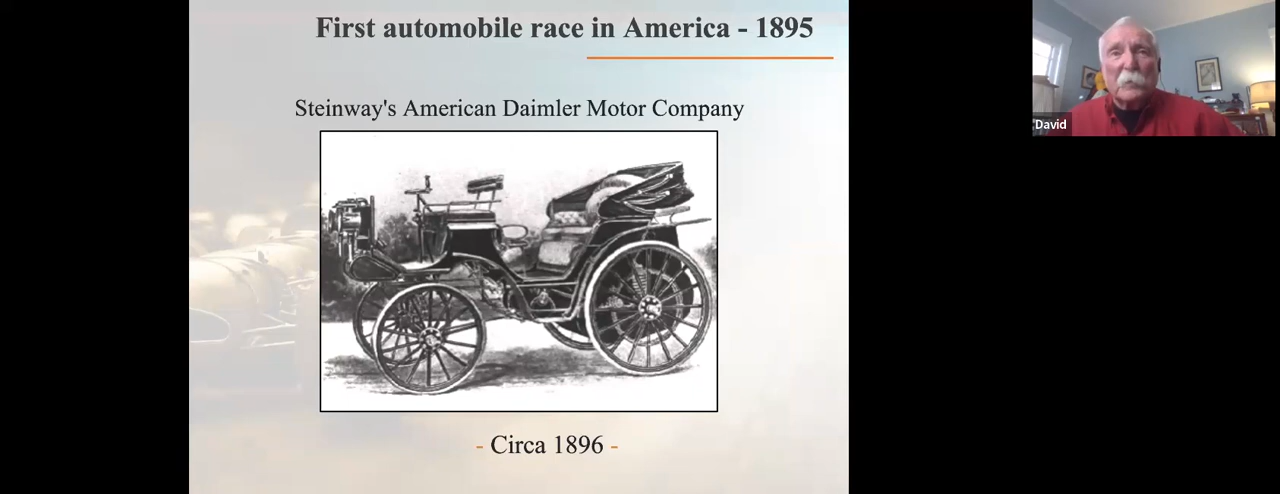 First automobile race in America - 1895
Steinway's American Daimler Motor Company
- Circa 1896 -
David